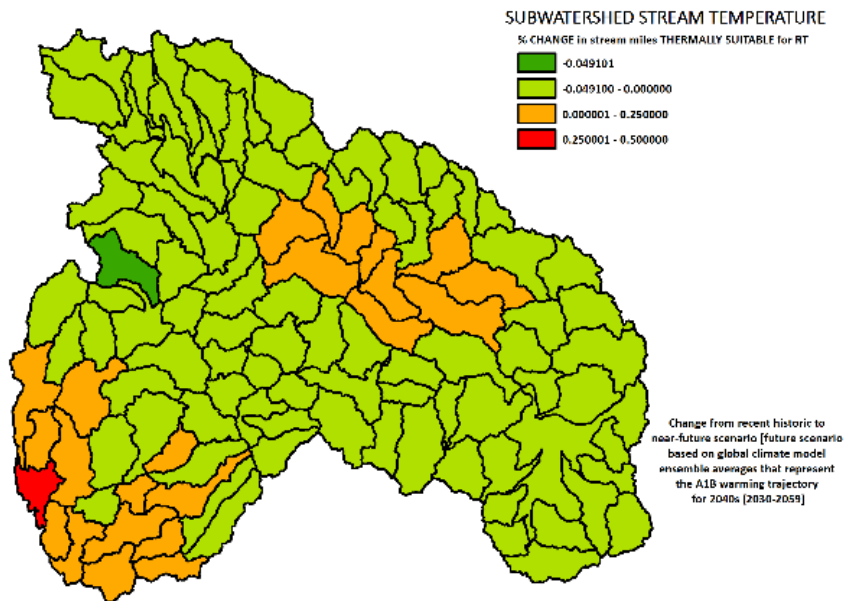 SUBWATERSHED STREAM TEMPERATURE
% CHANGE in stream miles THERMALLY SUITABLE for RT
-0.049101
-0.049100 - 0.000000
0.000001 - 0.250000
0.250001 - 0.500000
Change from recent historic to
near-future scenario [future scenario
based on global climate model
ensemble averages that represent
the A1B warming trajectory
for 2040s (2030-2059]